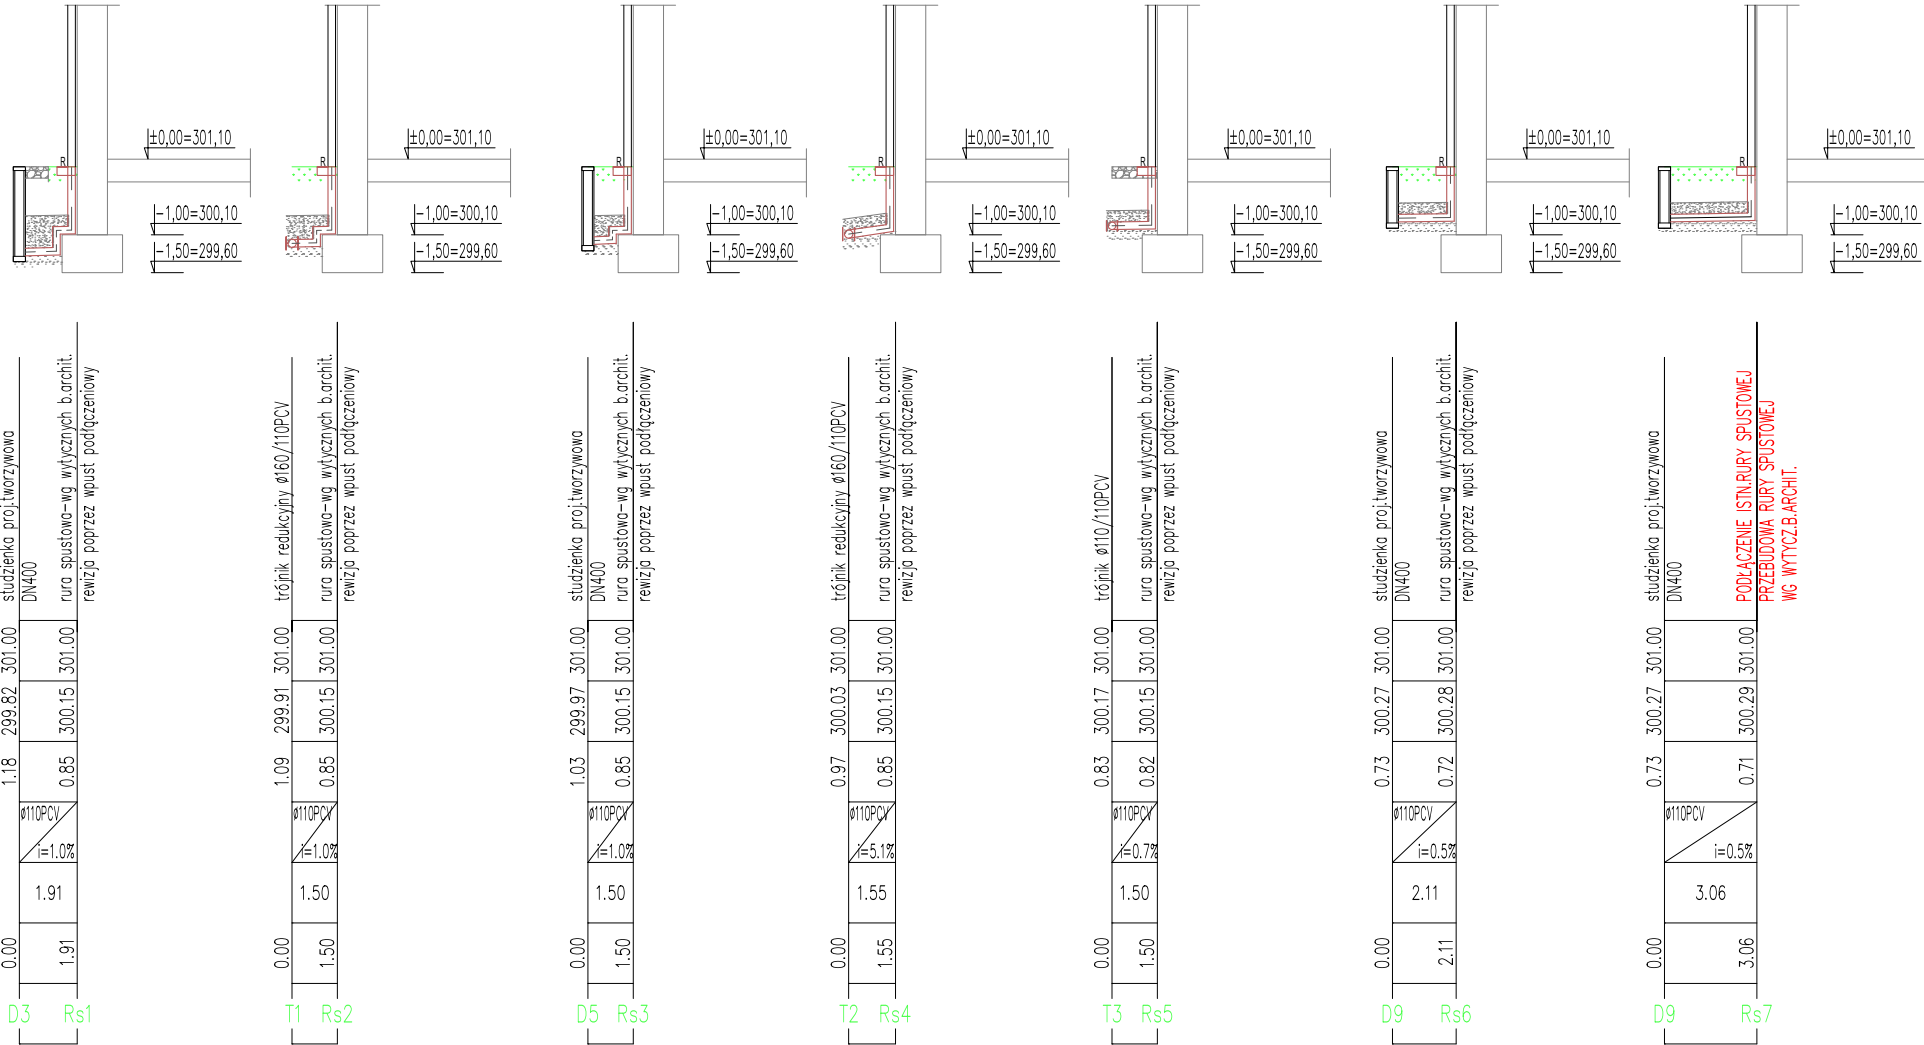 ±0,00=301,10
R
-1,00=300,10
-1,50=299,60
±0,00=301,10
R
-1,00=300,10
-1,50=299,60
±0,00=301,10
R
-1,00=300,10
-1,50=299,60
±0,00=301,10
R
-1,00=300,10
-1,50=299,60
±0,00=301,10
R
-1,00=300,10
-1,50=299,60
±0,00=301,10
R
-1,00=300,10
-1,50=299,60
±0,00=301,10
R
-1,00=300,10
-1,50=299,60
studzienka proj.tworzywowa
DN400
rura spustowa-wg wytycznych b.archit.
rewizja poprzez wpust podłączeniowy
301.00 301.00
299.82 300.15
1.18 0.85
ø110PCV
i=1.0%
1.91
0.00 1.91
D3 Rs1
trójnik redukcyjny ø160/110PCV
rura spustowa-wg wytycznych b.archit.
rewizja poprzez wpust podłączeniowy
301.00 301.00
299.91 300.15
1.09 0.85
ø110PCV
i=1.0%
1.50
0.00 1.50
T1 Rs2
studzienka proj.tworzywowa
DN400
rura spustowa-wg wytycznych b.archit.
rewizja poprzez wpust podłączeniowy
301.00 301.00
299.97 300.15
1.03 0.85
ø110PCV
i=1.0%
1.50
0.00 1.50
D5 Rs3
trójnik redukcyjny ø160/110PCV
rura spustowa-wg wytycznych b.archit.
rewizja poprzez wpust podłączeniowy
301.00 301.00
300.03 300.15
0.97 0.85
ø110PCV
i=5.1%
1.55
0.00 1.55
T2 Rs4
trójnik ø110/110PCV
rura spustowa-wg wytycznych b.archit.
rewizja poprzez wpust podłączeniowy
301.00 301.00
300.17 300.15
0.83 0.82
ø110PCV
i=0.7%
1.50
0.00 1.50
T3 Rs5
studzienka proj.tworzywowa
DN400
rura spustowa-wg wytycznych b.archit.
rewizja poprzez wpust podłączeniowy
301.00 301.00
300.27 300.28
0.73 0.72
ø110PCV
i=0.5%
2.11
0.00 2.11
D9 Rs6
studzienka proj.tworzywowa
DN400
PODŁĄCZENIE ISTN.RURY SPUSTOWEJ
PRZEBUDOWA RURY SPUSTOWEJ
WG WYTYCZ.B.ARCHIT.
301.00 301.00
300.27 300.29
0.73 0.71
ø110PCV
i=0.5%
3.06
0.00 3.06
D9 Rs7